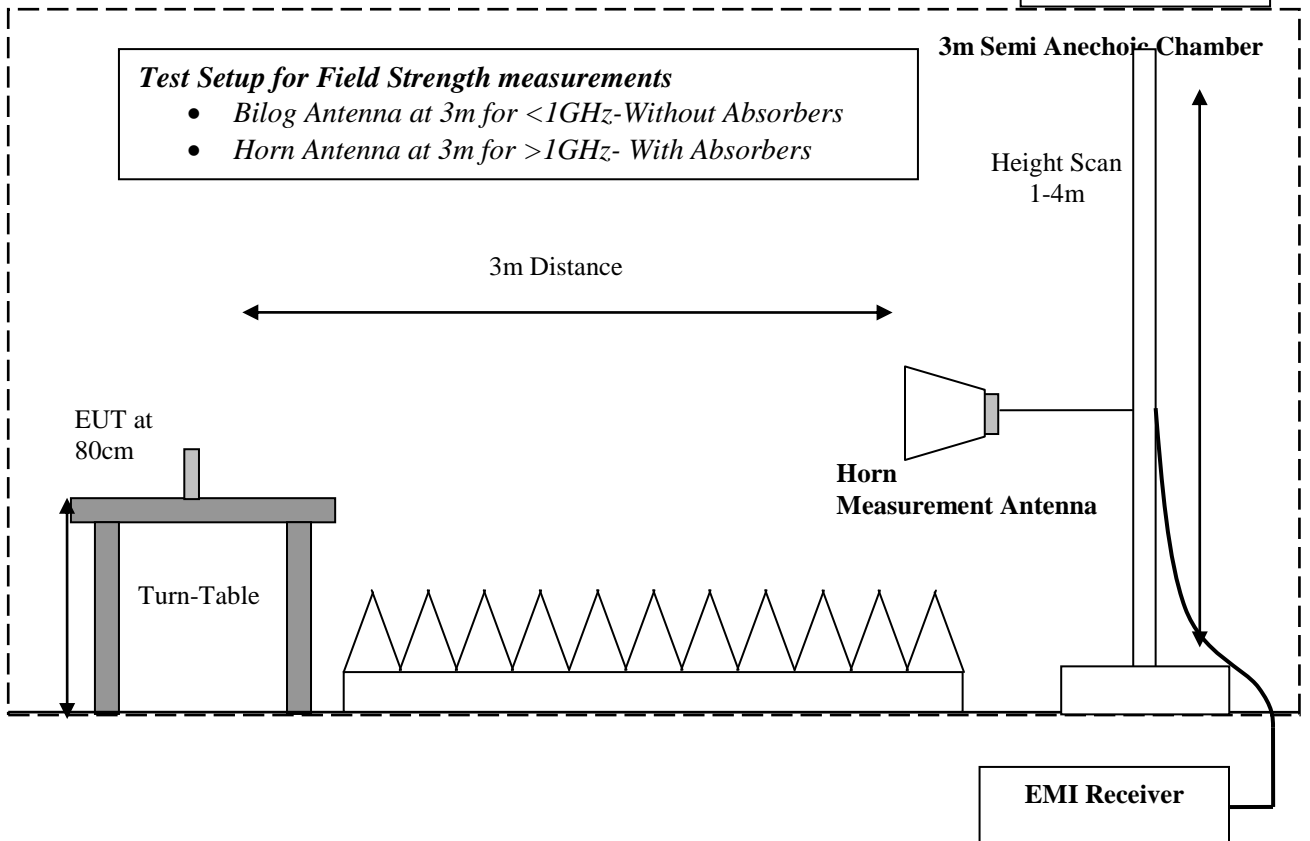 3m Semi Anechoic Chamber
Test Setup for Field Strength measurements
• Bilog Antenna at 3m for <1GHz-Without Absorbers
• Horn Antenna at 3m for >1GHz- With Absorbers
Height Scan
1-4m
3m Distance
EUT at
80cm
Horn
Measurement Antenna
Turn-Table
EMI Receiver